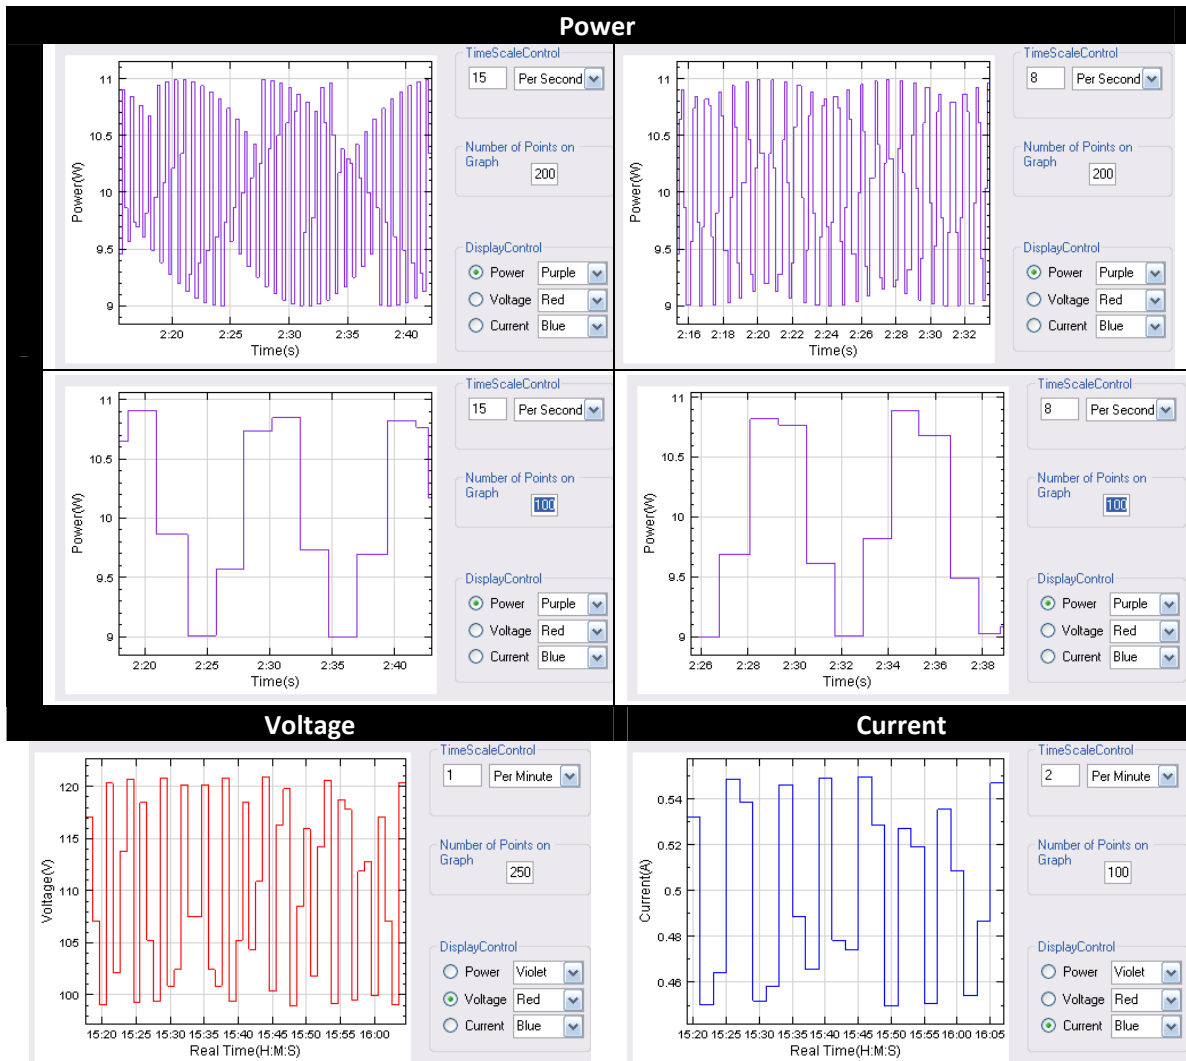 Power
11
10.5
10
9.5
9
Power(W)
2:20 2:25 2:30 2:35 2:40
Time(s)
TimeScaleControl
15 Per Second
Number of Points on
Graph
200
DisplayControl
Power Purple
Voltage Red
Current Blue
11
10.5
10
9.5
9
Power(W)
2:16 2:18 2:20 2:22 2:24 2:26 2:28 2:30 2:32
Time(s)
TimeScaleControl
8 Per Second
Number of Points on
Graph
200
DisplayControl
Power Purple
Voltage Red
Current Blue
11
10.5
10
9.5
9
Power(W)
2:20 2:25 2:30 2:35 2:40
Time(s)
TimeScaleControl
15 Per Second
Number of Points on
Graph
100
DisplayControl
Power Purple
Voltage Red
Current Blue
11
10.5
10
9.5
9
Power(W)
2:26 2:28 2:30 2:32 2:34 2:36 2:38
Time(s)
TimeScaleControl
8 Per Second
Number of Points on
Graph
100
DisplayControl
Power Purple
Voltage Red
Current Blue
Voltage
120
115
110
105
100
Voltage(V)
15:20 15:25 15:30 15:35 15:40 15:45 15:50 15:55 16:00
Real Time(H:M:S)
TimeScaleControl
1 Per Minute
Number of Points on
Graph
250
DisplayControl
Power Violet
Voltage Red
Current Blue
Current
0.54
0.52
0.5
0.48
0.46
Current(A)
15:20 15:25 15:30 15:35 15:40 15:45 15:50 15:55 16:00 16:05
Real Time(H:M:S)
TimeScaleControl
2 Per Minute
Number of Points on
Graph
100
DisplayControl
Power Violet
Voltage Red
Current Blue